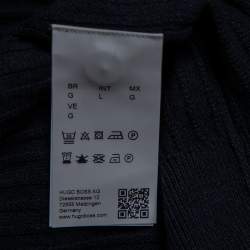 BR INT MX
G L G
VE
G
HUGO BOSS AG
Dieselstrasse 12
72555 Metzingen
Germany
www.hugoboss.com